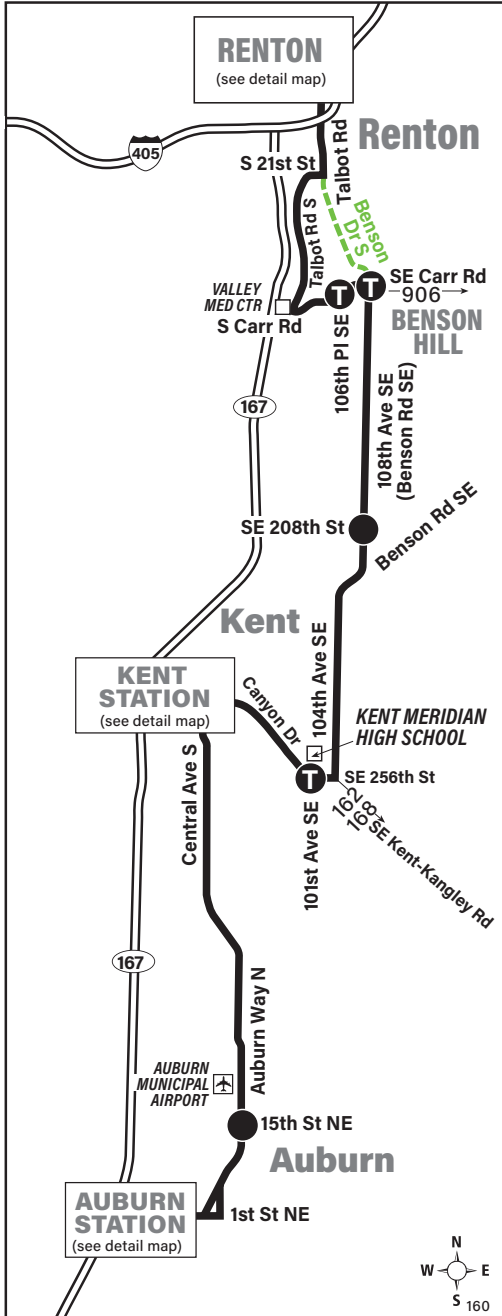 RENTON
(see detail map)
405
Renton
S 21st St
Talbot Rd
Benson
Dr S
Talbot Rd S
VALLEY
MED CTR
S Carr Rd
T
T
SE Carr Rd
906
BENSON
HILL
106th Pl SE
167
108th Ave SE
(Benson Rd SE)
SE 208th St
Benson Rd SE
Kent
KENT
STATION
(see detail map)
Canyon Dr
104th Ave SE
KENT MERIDIAN
HIGH SCHOOL
T
SE 256th St
162
168
SE Kent-Kangley Rd
101st Ave SE
Central Ave S
167
Auburn Way N
AUBURN
MUNICIPAL
AIRPORT
15th St NE
Auburn
AUBURN
STATION
(see detail map)
1st St NE
N
W E
S
160